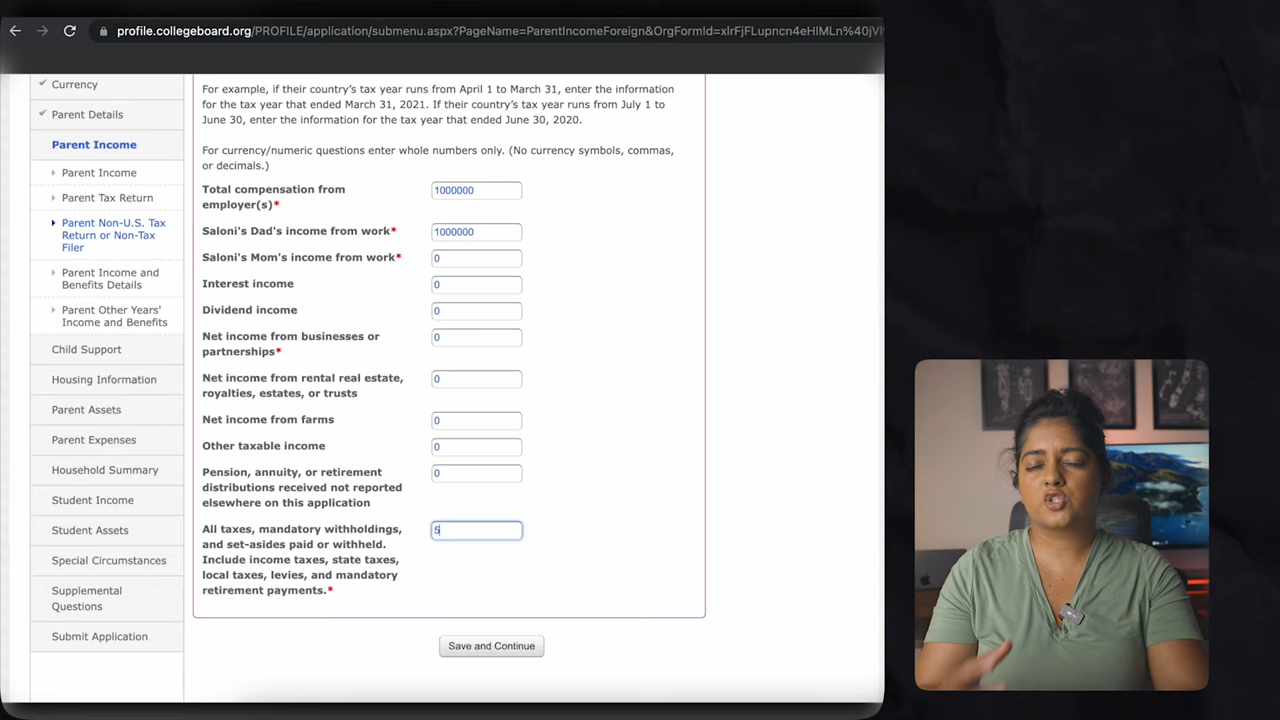 profile.collegeboard.org/PROFILE/application/submenu.aspx?PageName=ParentIncomeForeign&OrgFormId=
Currency
Parent Details
Parent Income
Parent Income
Parent Tax Return
Parent Non-U.S. Tax
Return or Non-Tax
Filer
Parent Income and
Benefits Details
Parent Other Years'
Income and Benefits
Child Support
Housing Information
Parent Assets
Parent Expenses
Household Summary
Student Income
Student Assets
Special Circumstances
Supplemental
Questions
Submit Application
For example, if their country's tax year runs from April 1 to March 31, enter the information
for the tax year that ended March 31, 2021. If their country's tax year runs from July 1 to
June 30, enter the information for the tax year that ended June 30, 2020.
For currency/numeric questions enter whole numbers only. (No currency symbols, commas,
or decimals.)
Total compensation from
employer(s)*
1000000
Saloni's Dad's income from work*
1000000
Saloni's Mom's income from work*
0
Interest income
0
Dividend income
0
Net income from businesses or
partnerships*
0
Net income from rental real estate,
royalties, estates, or trusts
0
Net income from farms
0
Other taxable income
0
Pension, annuity, or retirement
distributions received not reported
elsewhere on this application
0
All taxes, mandatory withholdings,
and set-asides paid or withheld.
Include income taxes, state taxes,
local taxes, levies, and mandatory
retirement payments.*
5
Save and Continue